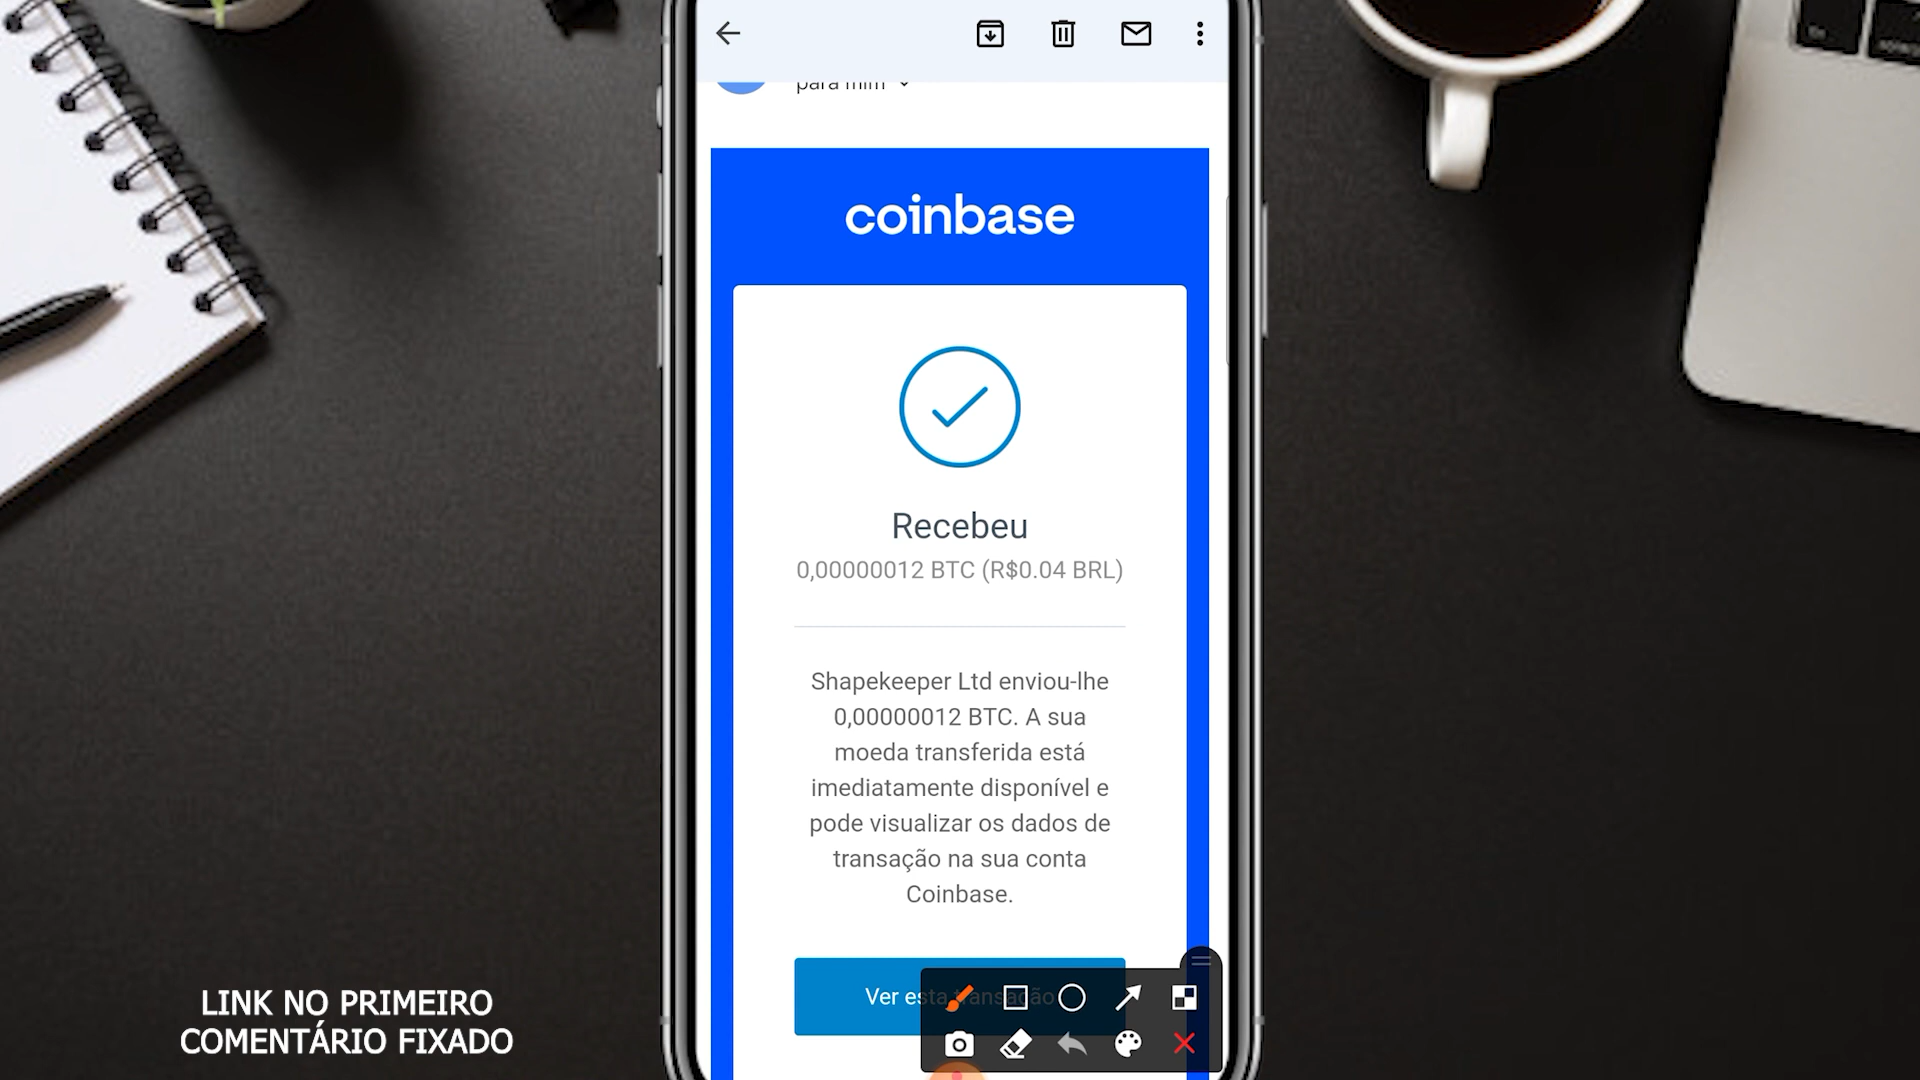 para mim
coinbase
Recebeu
0,00000012 BTC (R$0.04 BRL)
Shapekeeper Ltd enviou-lhe
0,00000012 BTC. A sua
moeda transferida está
imediatamente disponível e
pode visualizar os dados de
transação na sua conta
Coinbase.
Ver esta transação
LINK NO PRIMEIRO
COMENTÁRIO FIXADO